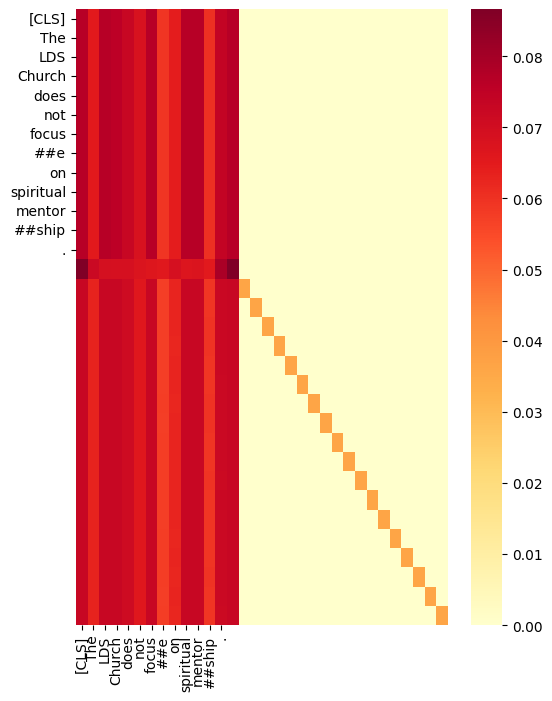 [CLS]
The
LDS
Church
does
not
focus
##e
on
spiritual
mentor
##ship
.
0.08
0.07
0.06
0.05
0.04
0.03
0.02
0.01
0.00
[CLS]
The
LDS
Church
does
not
focus
##e
on
spiritual
mentor
##ship
.